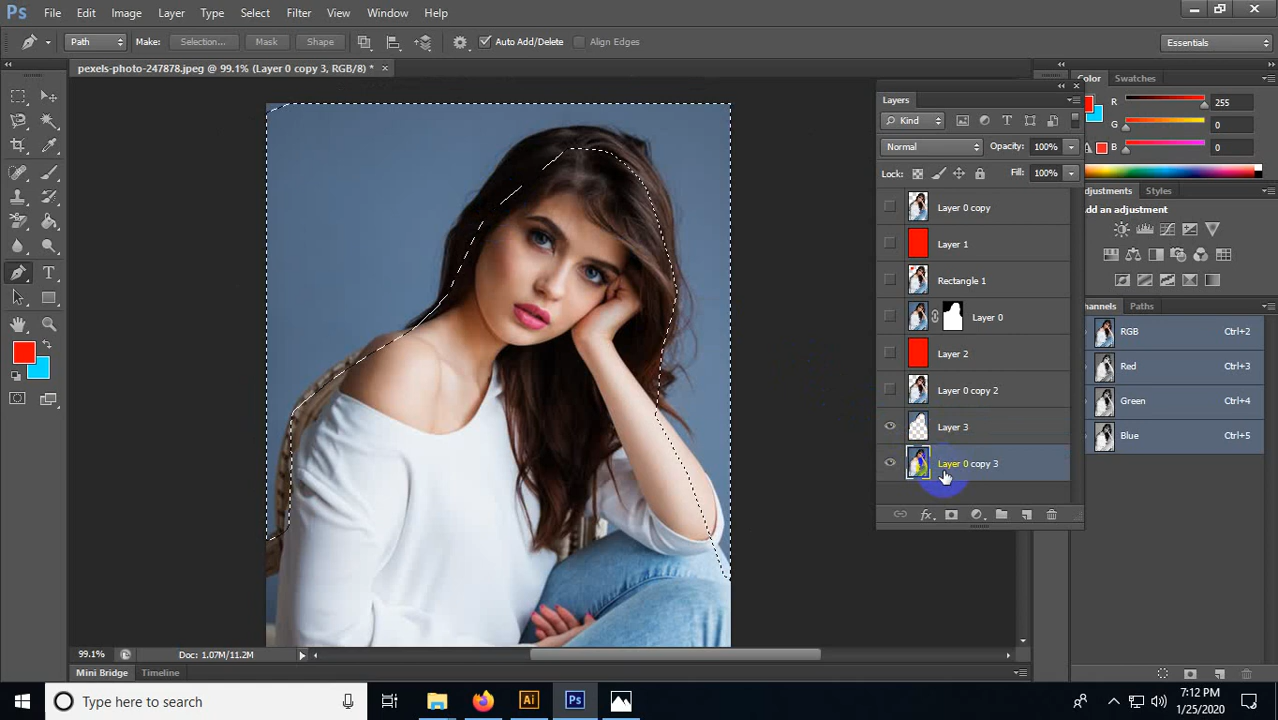 Ps File Edit Image Layer Type Select Filter View Window Help
Path Make: Selection... Mask Shape Auto Add/Delete Align Edges Essentials
pexels-photo-247878.jpeg @ 99.1% (Layer 0 copy 3, RGB/8) * ×
Layers
Kind
Normal Opacity: 100%
Lock: Fill: 100%
Layer 0 copy
Layer 1
Rectangle 1
Layer 0
Layer 2
Layer 0 copy 2
Layer 3
Layer 0 copy 3
fx
Color Swatches
R 255
G 0
B 0
djustments Styles
dd an adjustment
hannels Paths
RGB Ctrl+2
Red Ctrl+3
Green Ctrl+4
Blue Ctrl+5
99.1% Doc: 1.07M/11.2M
Mini Bridge Timeline
Type here to search
Ai Ps
7:12 PM
1/25/2020